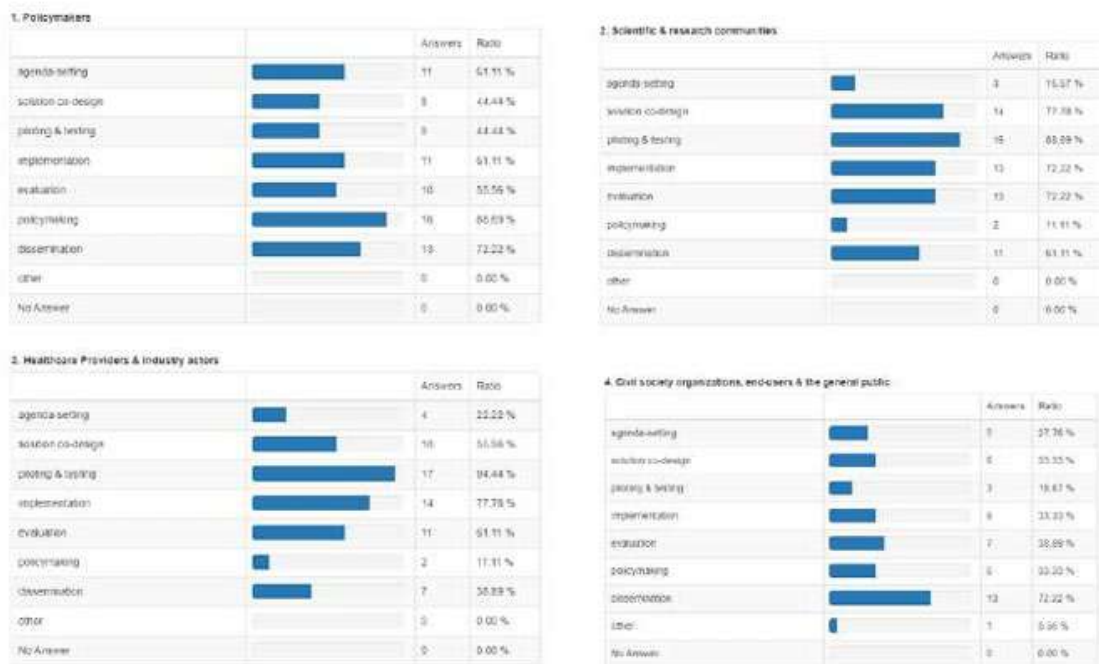 1. Policymakers
Answers Ratio
agenda-setting 11 61.11 %
solution co-design 8 44.44 %
piloting & testing 8 44.44 %
implementation 11 61.11 %
evaluation 10 55.56 %
policymaking 16 88.89 %
dissemination 13 72.22 %
other 0 0.00 %
No Answer 0 0.00 %
2. Scientific & research communities
Answers Ratio
agenda-setting 3 16.67 %
solution co-design 14 77.78 %
piloting & testing 16 88.89 %
implementation 13 72.22 %
evaluation 13 72.22 %
policymaking 2 11.11 %
dissemination 11 61.11 %
other 0 0.00 %
No Answer 0 0.00 %
3. Healthcare Providers & industry actors
Answers Ratio
agenda-setting 4 22.22 %
solution co-design 10 55.56 %
piloting & testing 17 94.44 %
implementation 14 77.78 %
evaluation 11 61.11 %
policymaking 2 11.11 %
dissemination 7 38.89 %
other 0 0.00 %
No Answer 0 0.00 %
4. Civil society organizations, end-users & the general public
Answers Ratio
agenda-setting 5 27.78 %
solution co-design 6 33.33 %
piloting & testing 3 16.67 %
implementation 6 33.33 %
evaluation 7 38.89 %
policymaking 6 33.33 %
dissemination 13 72.22 %
other 1 5.56 %
No Answer 0 0.00 %